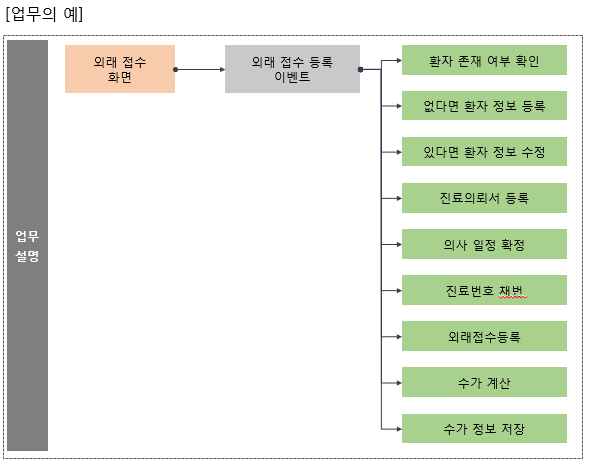 [업무의 예]
업무
설명
외래 접수
화면
외래 접수 등록
이벤트
환자 존재 여부 확인
없다면 환자 정보 등록
있다면 환자 정보 수정
진료의뢰서 등록
의사 일정 확정
진료번호 채번
외래접수등록
수가 계산
수가 정보 저장